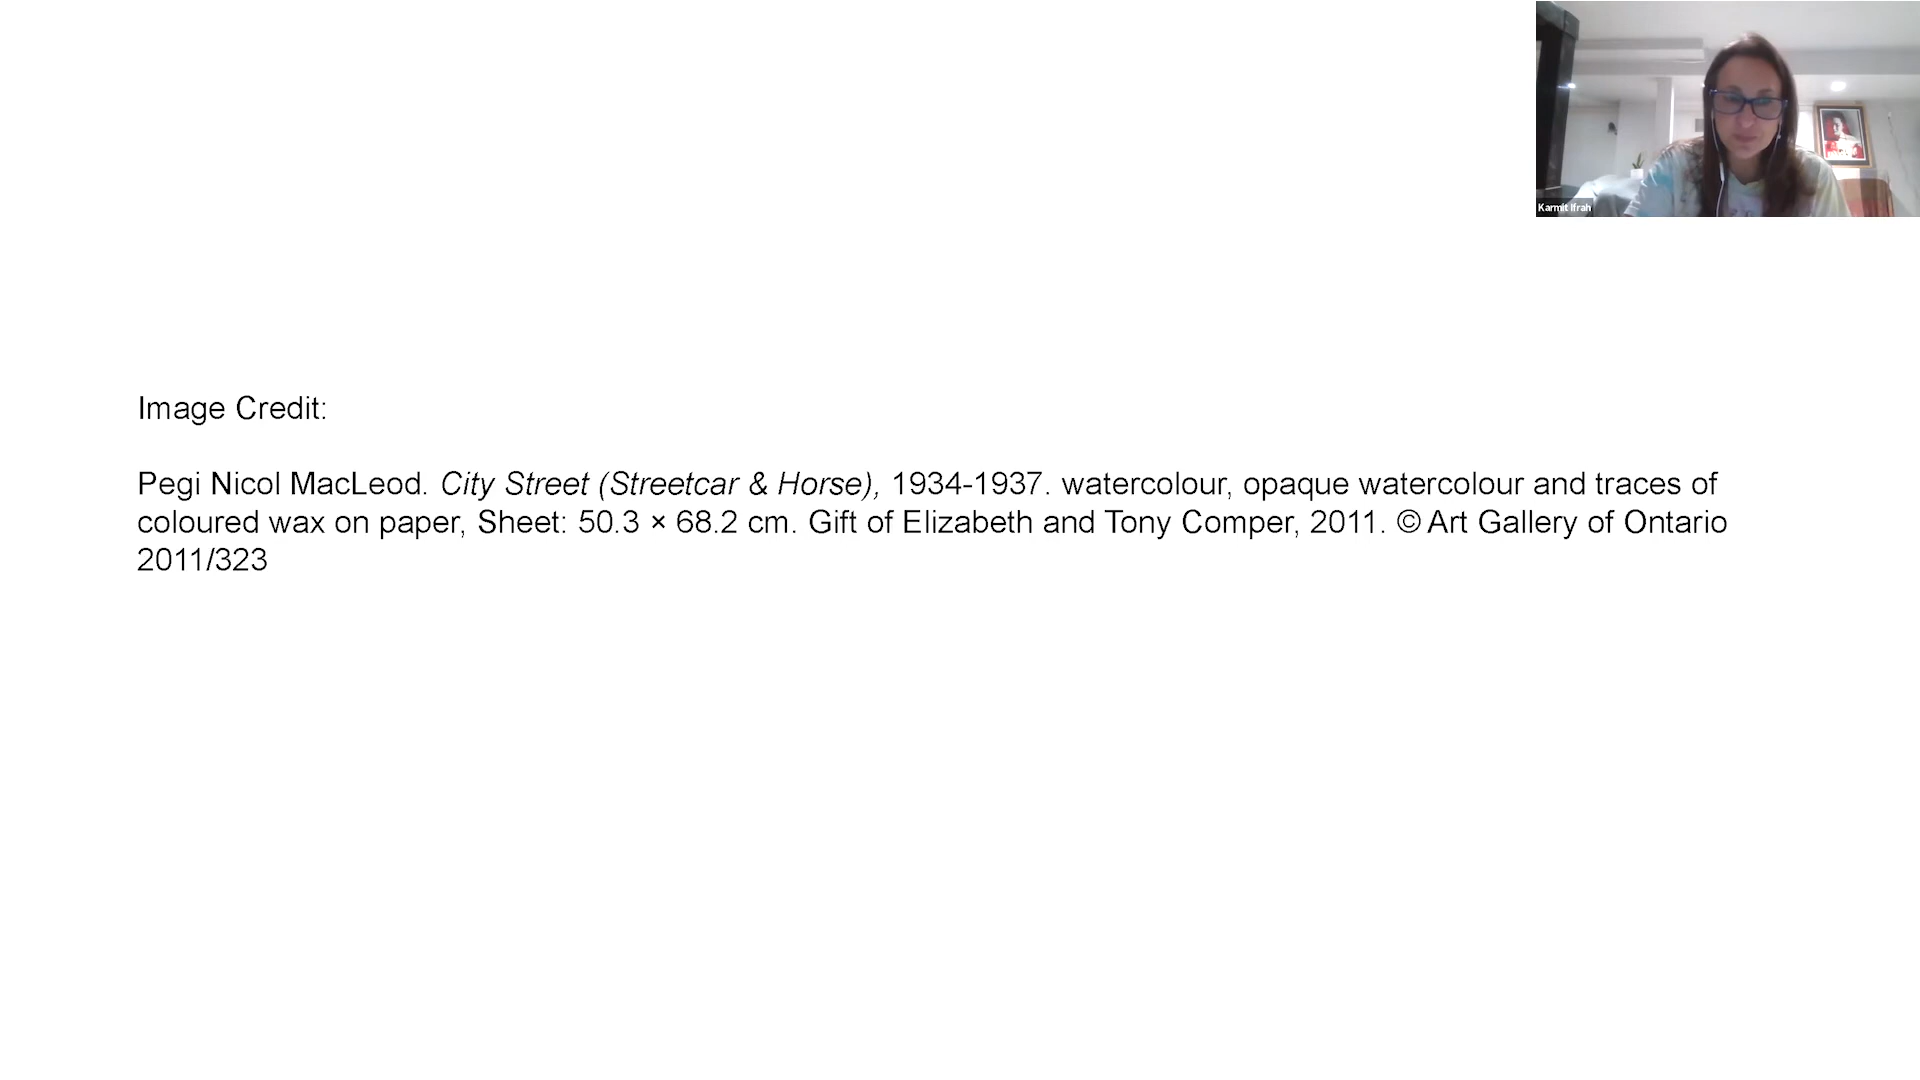 Karmit Ifrah
Image Credit:
Pegi Nicol MacLeod. City Street (Streetcar & Horse), 1934-1937. watercolour, opaque watercolour and traces of
coloured wax on paper, Sheet: 50.3 × 68.2 cm. Gift of Elizabeth and Tony Comper, 2011. © Art Gallery of Ontario
2011/323